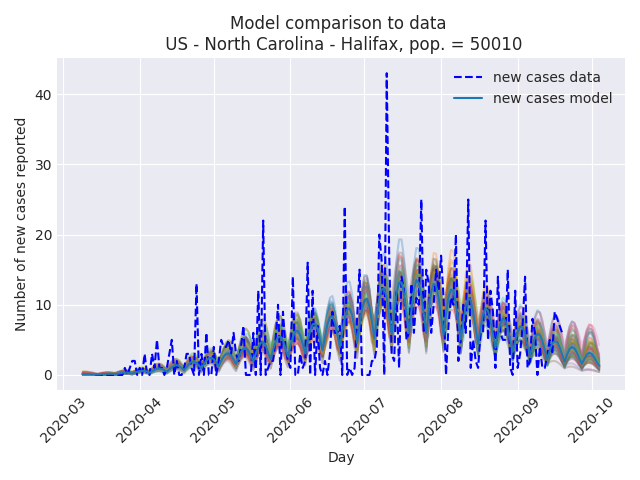 Model comparison to data
US - North Carolina - Halifax, pop. = 50010
new cases data
new cases model
Number of new cases reported
40
30
20
10
0
2020-03
2020-04
2020-05
2020-06
2020-07
2020-08
2020-09
2020-10
Day